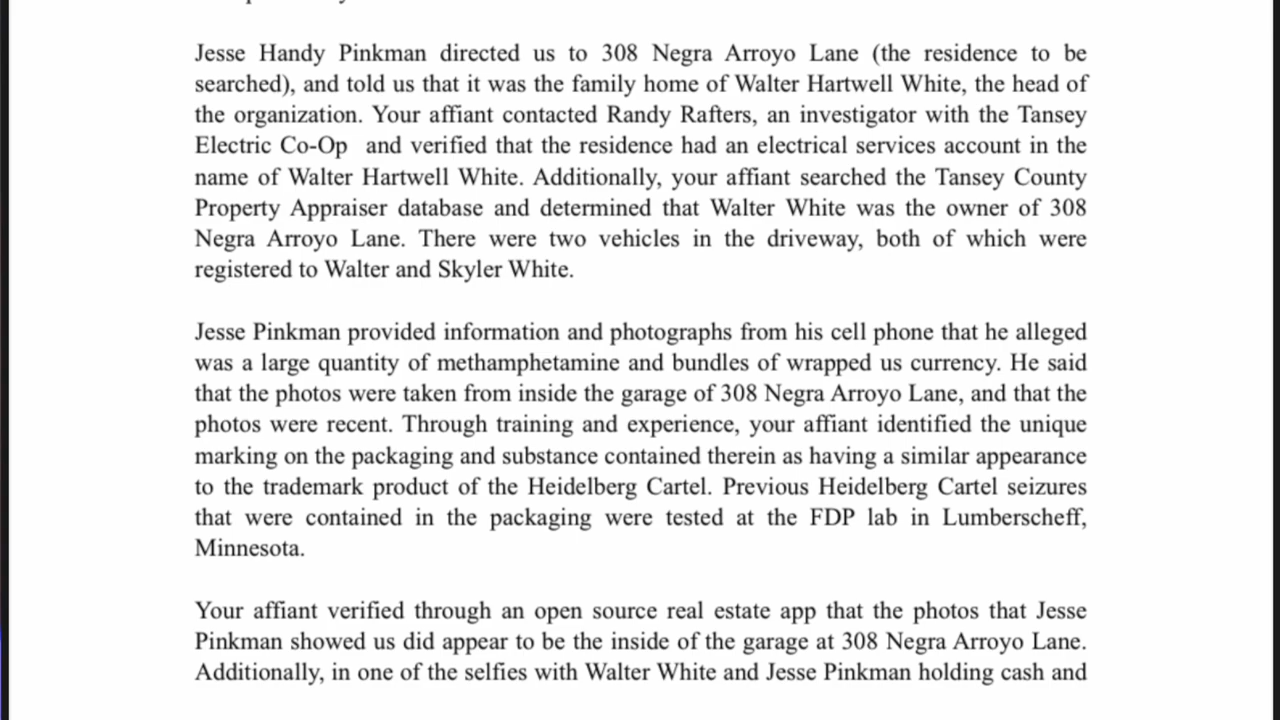 Jesse Handy Pinkman directed us to 308 Negra Arroyo Lane (the residence to be
searched), and told us that it was the family home of Walter Hartwell White, the head of
the organization. Your affiant contacted Randy Rafters, an investigator with the Tansey
Electric Co-Op and verified that the residence had an electrical services account in the
name of Walter Hartwell White. Additionally, your affiant searched the Tansey County
Property Appraiser database and determined that Walter White was the owner of 308
Negra Arroyo Lane. There were two vehicles in the driveway, both of which were
registered to Walter and Skyler White.
Jesse Pinkman provided information and photographs from his cell phone that he alleged
was a large quantity of methamphetamine and bundles of wrapped us currency. He said
that the photos were taken from inside the garage of 308 Negra Arroyo Lane, and that the
photos were recent. Through training and experience, your affiant identified the unique
marking on the packaging and substance contained therein as having a similar appearance
to the trademark product of the Heidelberg Cartel. Previous Heidelberg Cartel seizures
that were contained in the packaging were tested at the FDP lab in Lumberscheff,
Minnesota.
Your affiant verified through an open source real estate app that the photos that Jesse
Pinkman showed us did appear to be the inside of the garage at 308 Negra Arroyo Lane.
Additionally, in one of the selfies with Walter White and Jesse Pinkman holding cash and